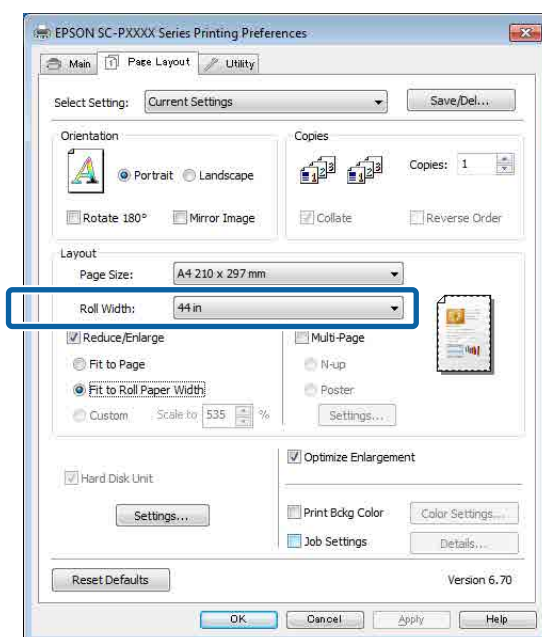 EPSON SC-PXXXX Series Printing Preferences
Main Page Layout Utility
Select Setting: Current Settings Save/Del...
Orientation Copies
Portrait Landscape Copies: 1
Rotate 180° Mirror Image Collate Reverse Order
Layout
Page Size: A4 210 x 297 mm
Roll Width: 44 in
Reduce/Enlarge Multi-Page
Fit to Page N-up
Fit to Roll Paper Width Poster
Custom Scale to 535 % Settings...
Optimize Enlargement
Hard Disk Unit
Settings... Print Bckg Color Color Settings...
Job Settings Details...
Reset Defaults Version 6.70
OK Cancel Apply Help